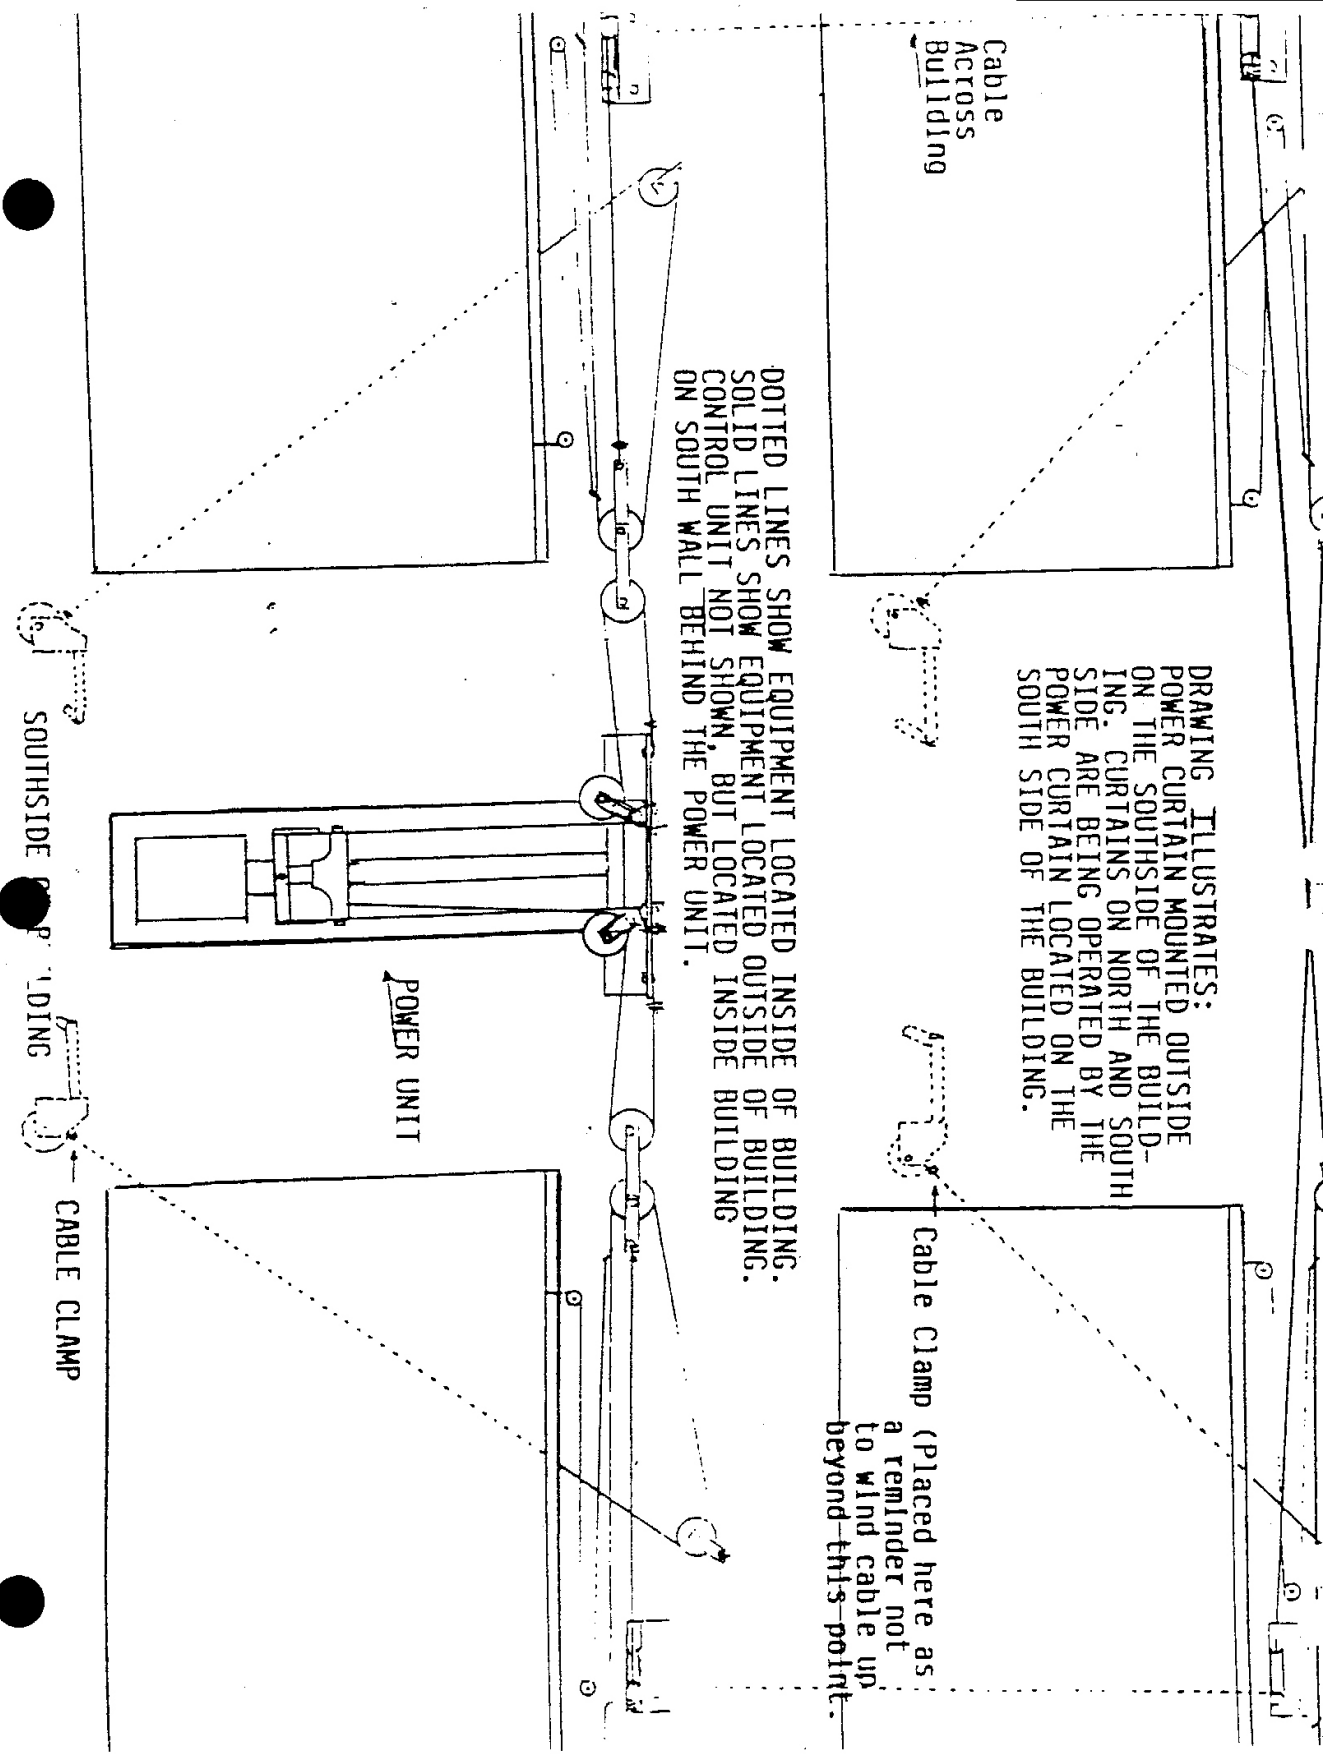 Cable
Across
Building
DRAWING ILLUSTRATES:
POWER CURTAIN MOUNTED OUTSIDE
ON THE SOUTHSIDE OF THE BUILD-
ING. CURTAINS ON NORTH AND SOUTH
SIDE ARE BEING OPERATED BY THE
POWER CURTAIN LOCATED ON THE
SOUTH SIDE OF THE BUILDING.
Cable Clamp (Placed here as
a reminder not
to wind cable up
beyond this point.
DOTTED LINES SHOW EQUIPMENT LOCATED INSIDE OF BUILDING.
SOLID LINES SHOW EQUIPMENT LOCATED OUTSIDE OF BUILDING.
CONTROL UNIT NOT SHOWN, BUT LOCATED INSIDE BUILDING
ON SOUTH WALL BEHIND THE POWER UNIT.
POWER UNIT
CABLE CLAMP
SOUTHSIDE